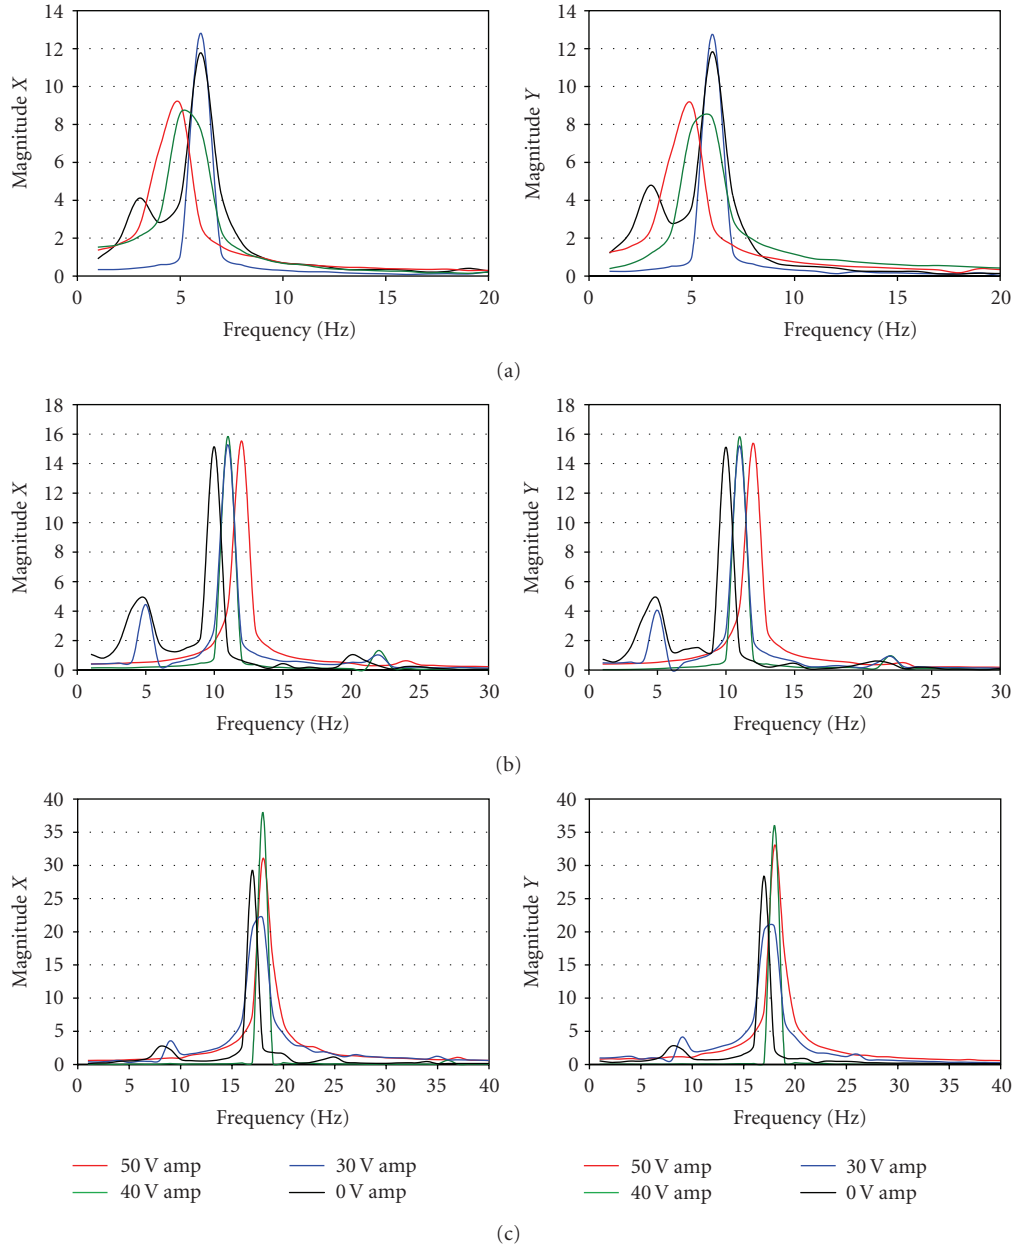 14
12
10
8
6
4
2
0
Magnitude X
0 5 10 15 20
Frequency (Hz)
14
12
10
8
6
4
2
0
Magnitude Y
0 5 10 15 20
Frequency (Hz)
(a)
18
16
14
12
10
8
6
4
2
0
Magnitude X
0 5 10 15 20 25 30
Frequency (Hz)
18
16
14
12
10
8
6
4
2
0
Magnitude Y
0 5 10 15 20 25 30
Frequency (Hz)
(b)
40
35
30
25
20
15
10
5
0
Magnitude X
0 5 10 15 20 25 30 35 40
Frequency (Hz)
40
35
30
25
20
15
10
5
0
Magnitude Y
0 5 10 15 20 25 30 35 40
Frequency (Hz)
50 V amp
40 V amp
30 V amp
0 V amp
50 V amp
40 V amp
30 V amp
0 V amp
(c)